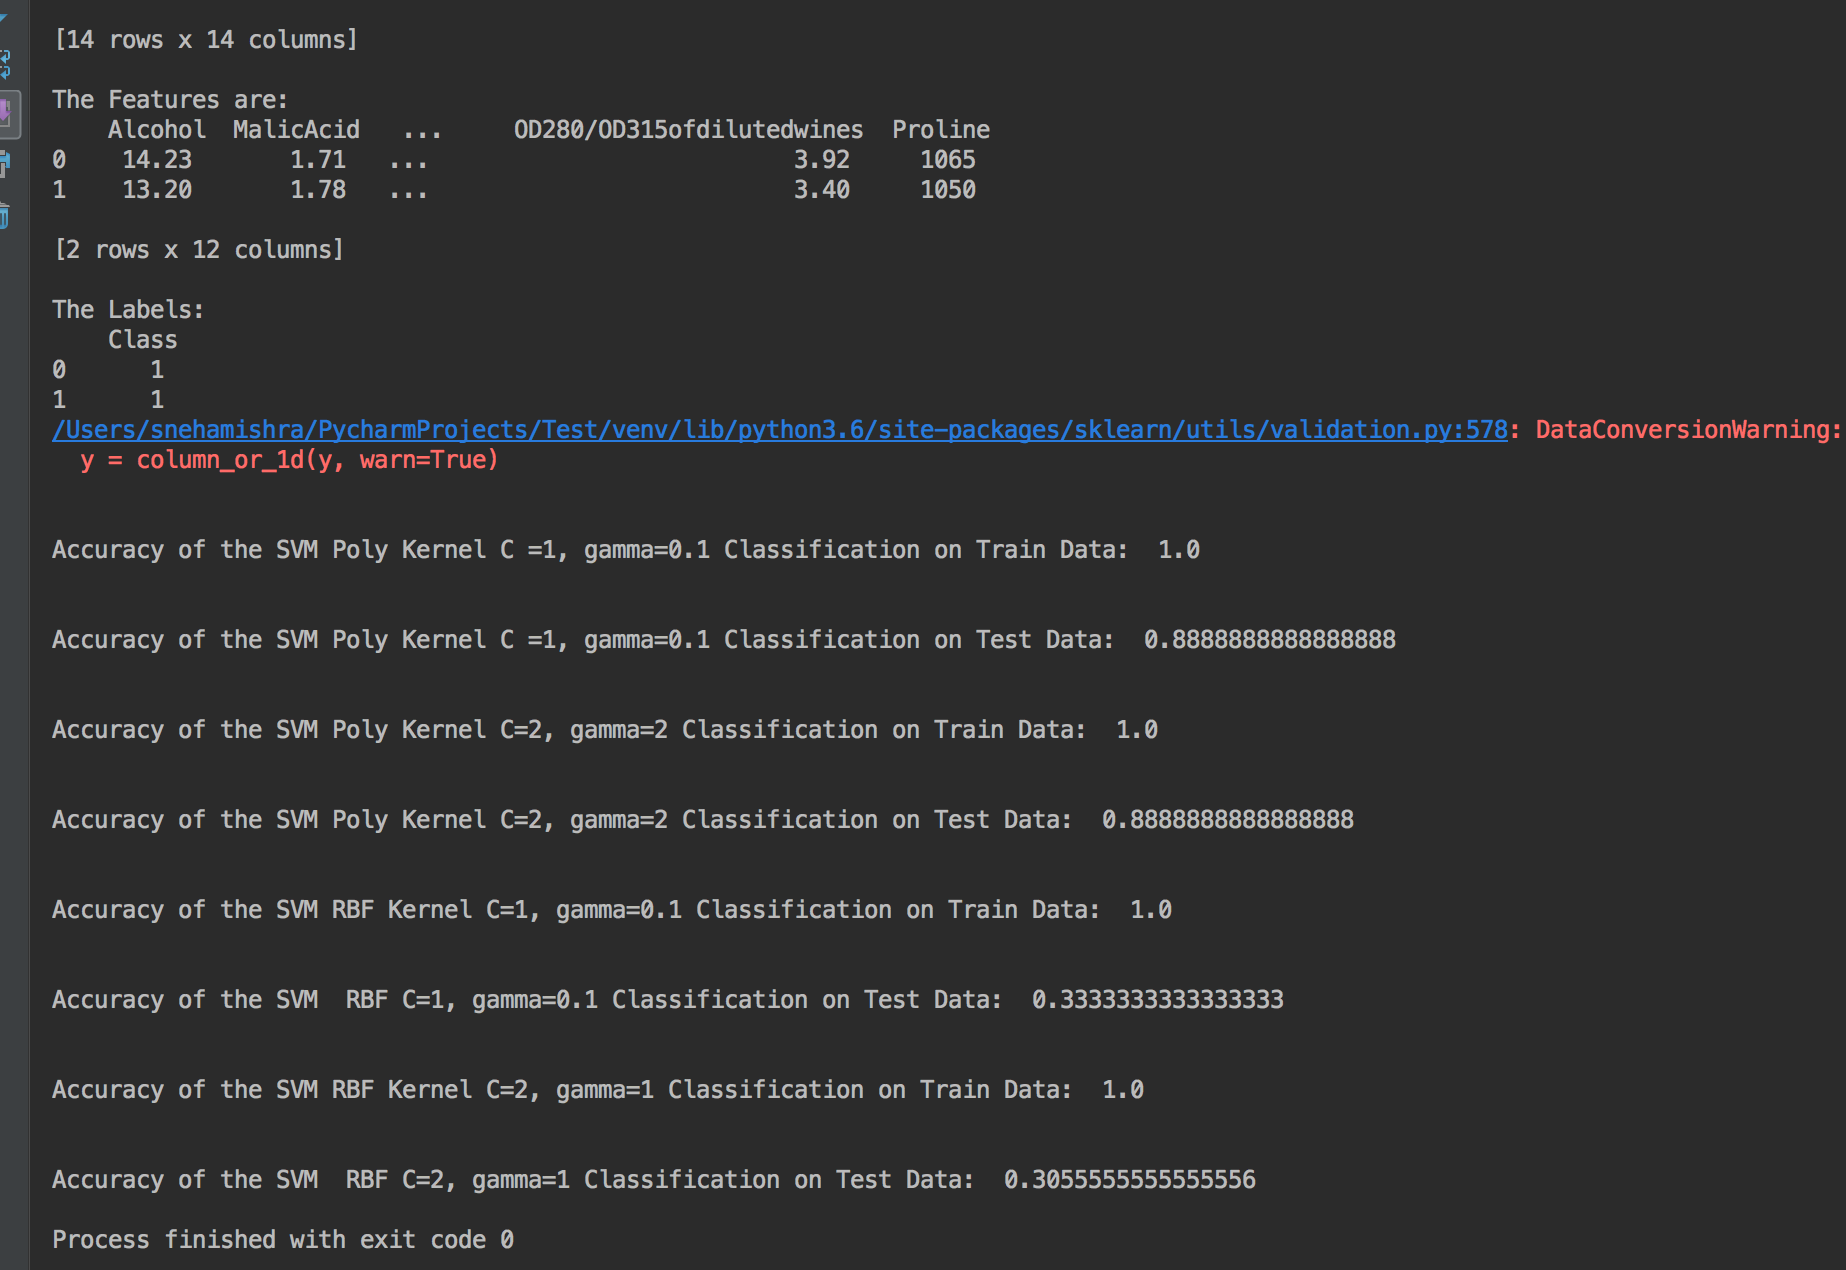 [14 rows x 14 columns]
The Features are:
Alcohol MalicAcid ... OD280/OD315ofdilutedwines Proline
0 14.23 1.71 ... 3.92 1065
1 13.20 1.78 ... 3.40 1050
[2 rows x 12 columns]
The Labels:
Class
0 1
1 1
/Users/snehamishra/PycharmProjects/Test/venv/lib/python3.6/site-packages/sklearn/utils/validation.py:578: DataConversionWarning:
y = column_or_1d(y, warn=True)
Accuracy of the SVM Poly Kernel C =1, gamma=0.1 Classification on Train Data: 1.0
Accuracy of the SVM Poly Kernel C =1, gamma=0.1 Classification on Test Data: 0.8888888888888888
Accuracy of the SVM Poly Kernel C=2, gamma=2 Classification on Train Data: 1.0
Accuracy of the SVM Poly Kernel C=2, gamma=2 Classification on Test Data: 0.8888888888888888
Accuracy of the SVM RBF Kernel C=1, gamma=0.1 Classification on Train Data: 1.0
Accuracy of the SVM RBF C=1, gamma=0.1 Classification on Test Data: 0.3333333333333333
Accuracy of the SVM RBF Kernel C=2, gamma=1 Classification on Train Data: 1.0
Accuracy of the SVM RBF C=2, gamma=1 Classification on Test Data: 0.3055555555555556
Process finished with exit code 0